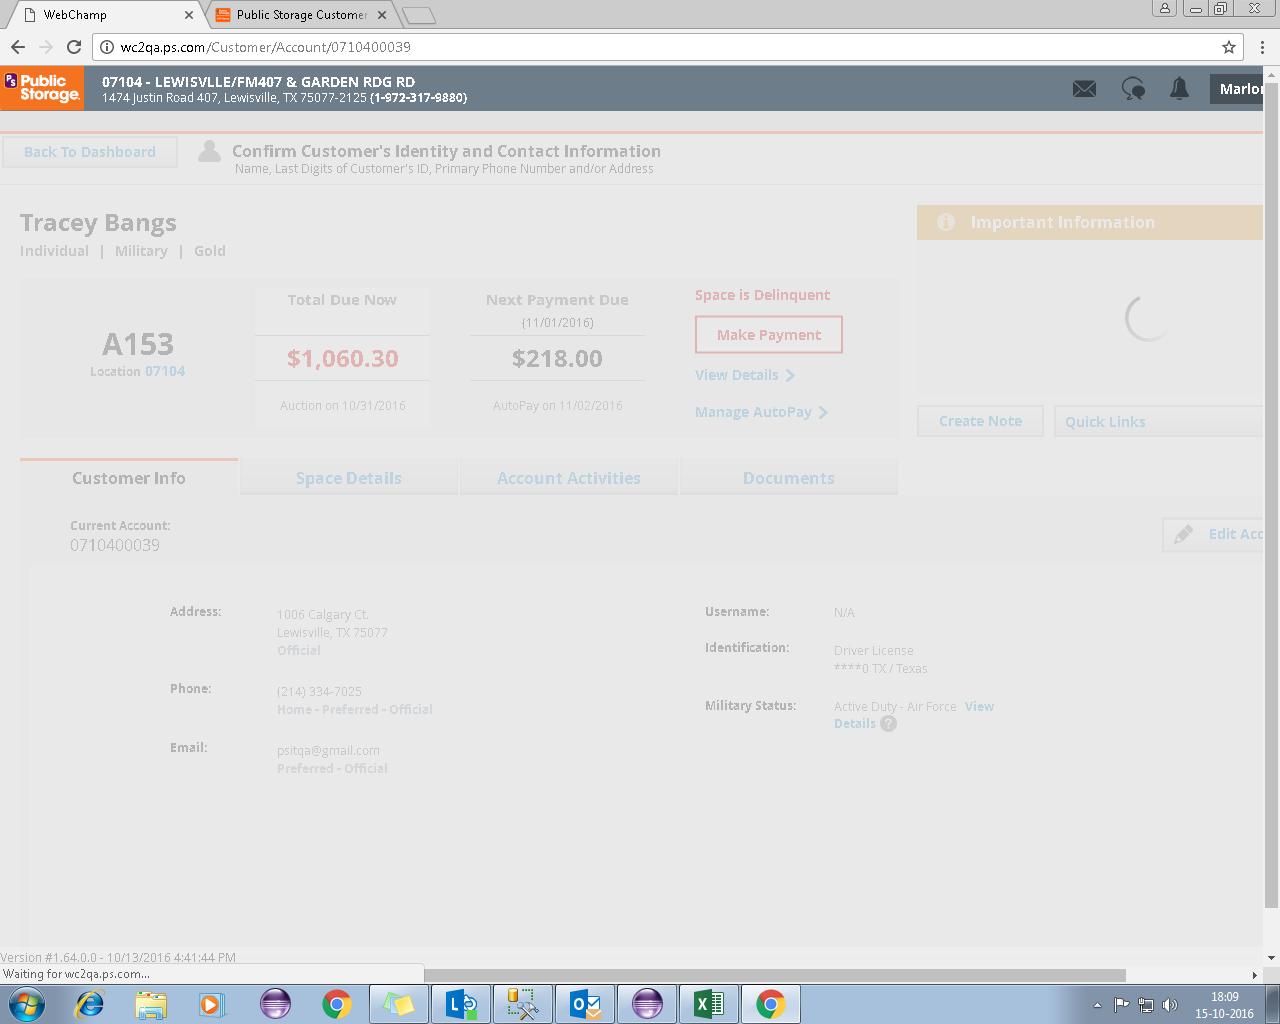 WebChamp
Public Storage Customer
wc2qa.ps.com/Customer/Account/0710400039
PS Public Storage.
07104 - LEWISVLLE/FM407 & GARDEN RDG RD
1474 Justin Road 407, Lewisville, TX 75077-2125 (1-972-317-9880)
Marlon
Back To Dashboard
Confirm Customer's Identity and Contact Information
Name, Last Digits of Customer's ID, Primary Phone Number and/or Address
Tracey Bangs
Individual | Military | Gold
Important Information
A153
Location 07104
Total Due Now
$1,060.30
Auction on 10/31/2016
Next Payment Due
(11/01/2016)
$218.00
AutoPay on 11/02/2016
Space is Delinquent
Make Payment
View Details
Manage AutoPay
Create Note
Quick Links
Customer Info
Space Details
Account Activities
Documents
Current Account:
0710400039
Edit Acc
Address:
1006 Calgary Ct.
Lewisville, TX 75077
Official
Phone:
(214) 334-7025
Home - Preferred - Official
Email:
psitqa@gmail.com
Preferred - Official
Username:
N/A
Identification:
Driver License
****0 TX / Texas
Military Status:
Active Duty - Air Force View
Details ?
Version #1.64.0.0 - 10/13/2016 4:41:44 PM
Waiting for wc2qa.ps.com...
18:09
15-10-2016